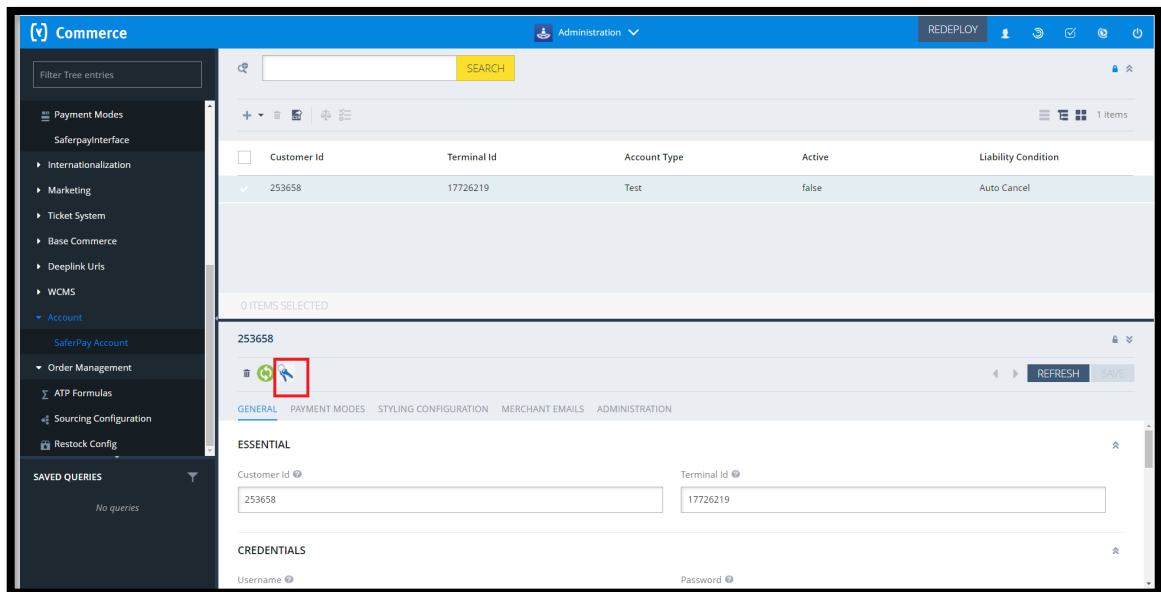 (y) Commerce
Administration
REDEPLOY
Filter Tree entries
Payment Modes
SaferpayInterface
Internationalization
Marketing
Ticket System
Base Commerce
Deeplink Urls
WCMS
Account
SaferPay Account
Order Management
ATP Formulas
Sourcing Configuration
Restock Config
SAVED QUERIES
No queries
SEARCH
1 items
Customer Id Terminal Id Account Type Active Liability Condition
253658 17726219 Test false Auto Cancel
0 ITEMS SELECTED
253658
REFRESH SAVE
GENERAL PAYMENT MODES STYLING CONFIGURATION MERCHANT EMAILS ADMINISTRATION
ESSENTIAL
Customer Id Terminal Id
253658 17726219
CREDENTIALS
Username Password